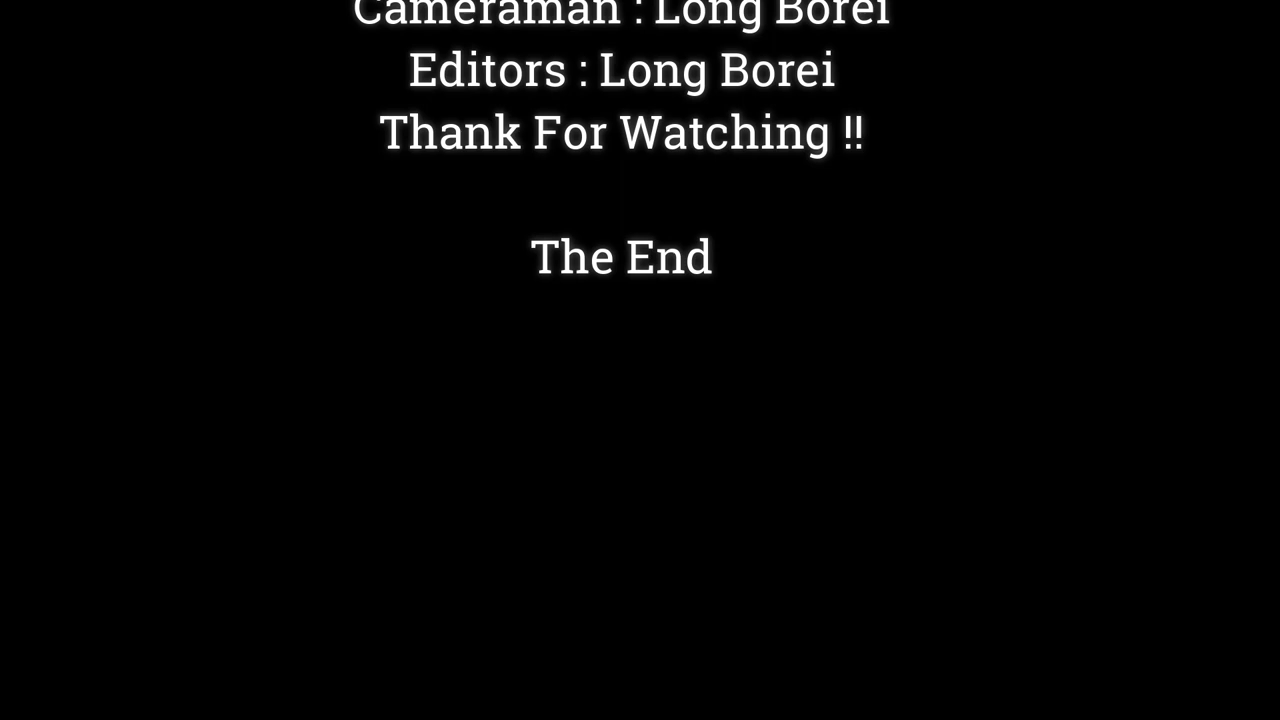 Cameraman : Long Borei
Editors : Long Borei
Thank For Watching !!
The End